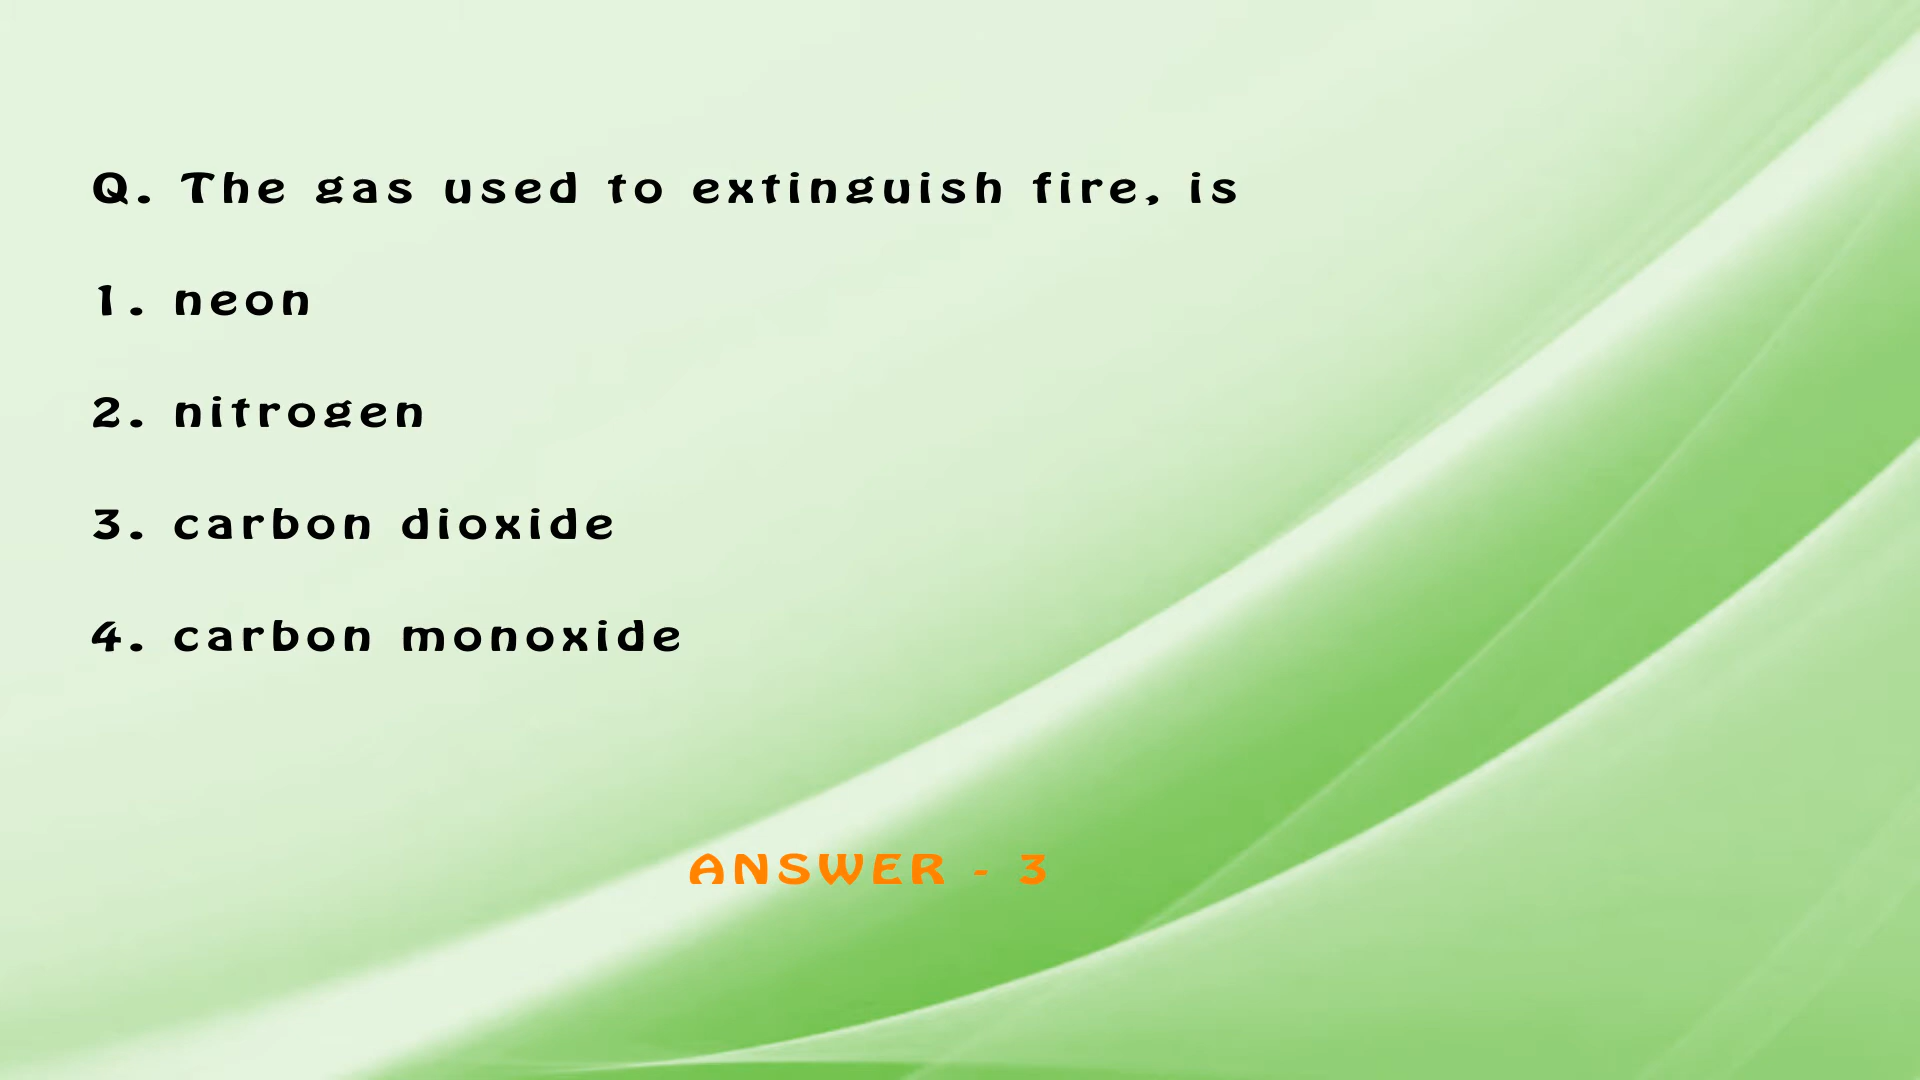 Q. The gas used to extinguish fire, is
1. neon
2. nitrogen
3. carbon dioxide
4. carbon monoxide
ANSWER - 3